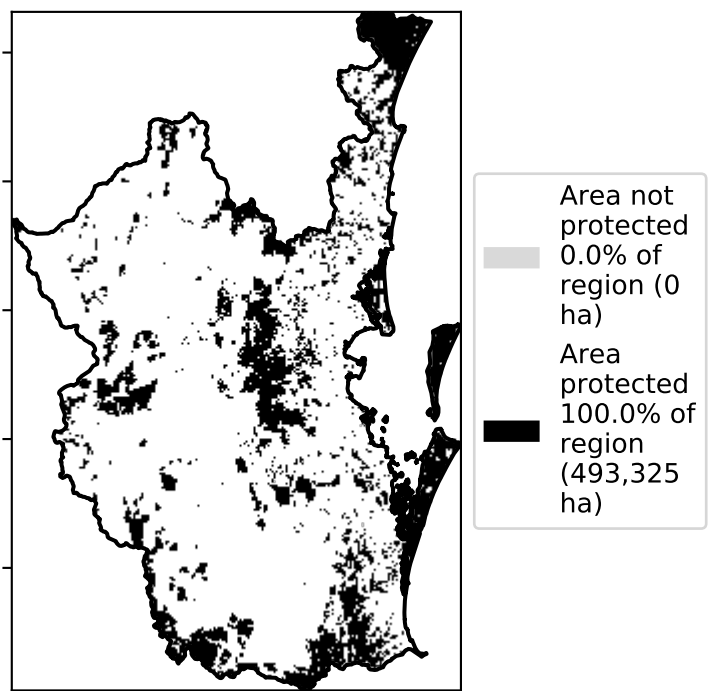 Area not
protected
0.0% of
region (0
ha)
Area
protected
100.0% of
region
(493,325
ha)